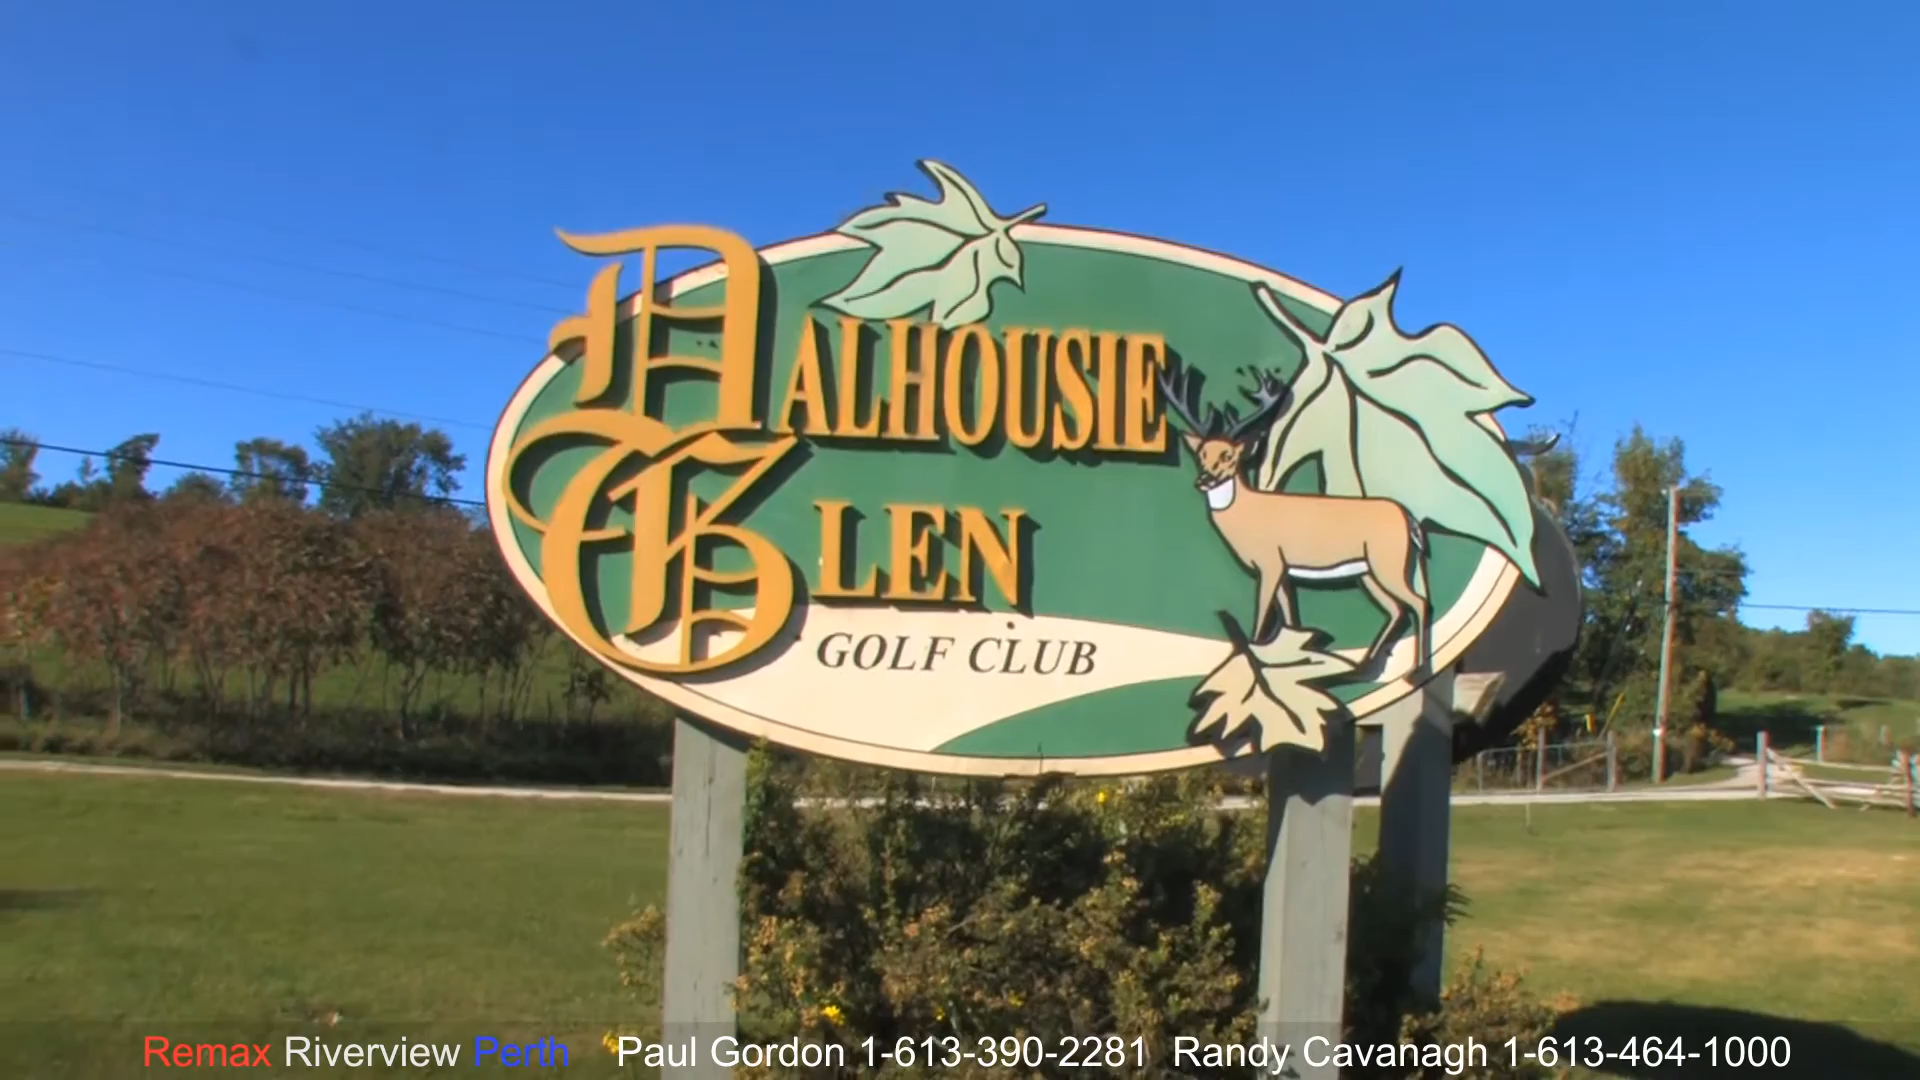 DALHOUSIE
GLEN
GOLF CLUB
Remax Riverview Perth Paul Gordon 1-613-390-2281 Randy Cavanagh 1-613-464-1000